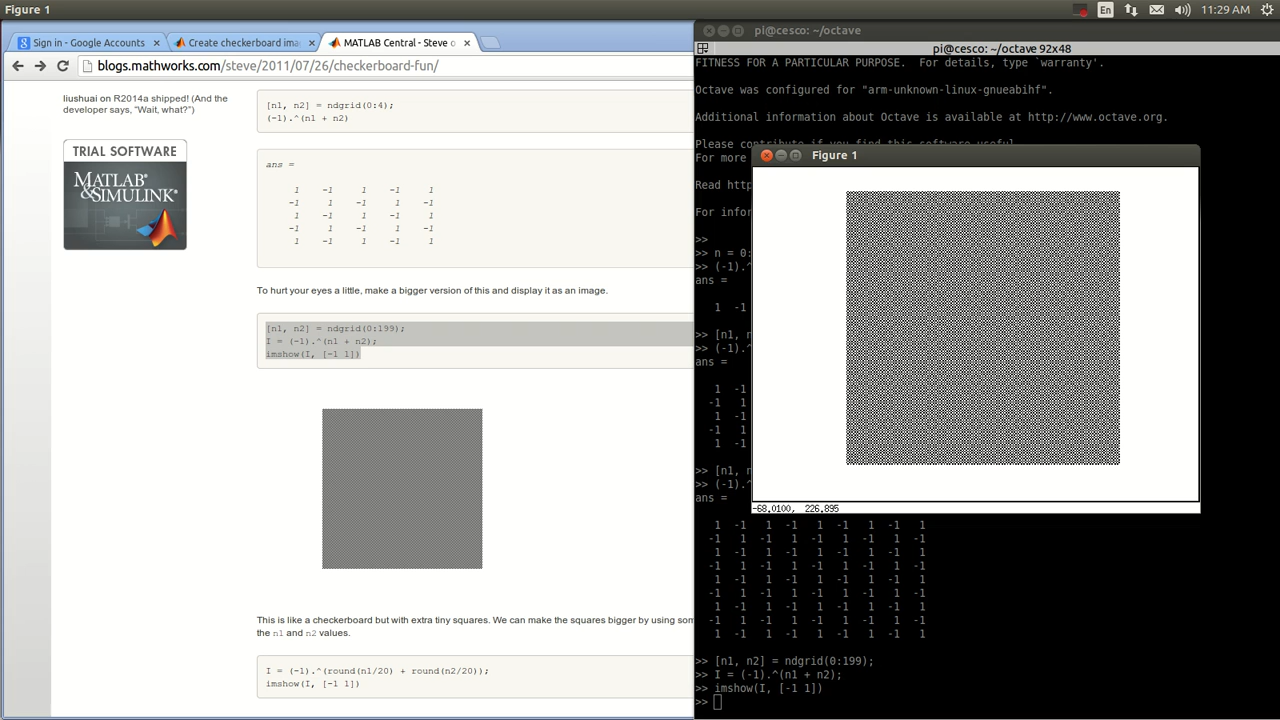 Figure 1
En
11:29 AM
Sign in - Google Accounts
Create checkerboard ima
MATLAB Central - Steve o
blogs.mathworks.com/steve/2011/07/26/checkerboard-fun/
liushuai on R2014a shipped! (And the
developer says, "Wait, what?")
TRIAL SOFTWARE
MATLAB®
&SIMULINK®
[n1, n2] = ndgrid(0:4);
(-1).^(n1 + n2)
ans =
1 -1 1 -1 1
-1 1 -1 1 -1
1 -1 1 -1 1
-1 1 -1 1 -1
1 -1 1 -1 1
To hurt your eyes a little, make a bigger version of this and display it as an image.
[n1, n2] = ndgrid(0:199);
I = (-1).^(n1 + n2);
imshow(I, [-1 1])
This is like a checkerboard but with extra tiny squares. We can make the squares bigger by using som
the n1 and n2 values.
I = (-1).^(round(n1/20) + round(n2/20));
imshow(I, [-1 1])
pi@cesco: ~/octave
pi@cesco: ~/octave 92x48
FITNESS FOR A PARTICULAR PURPOSE. For details, type `warranty'.
Octave was configured for "arm-unknown-linux-gnueabihf".
Additional information about Octave is available at http://www.octave.org.
Please contribute if you find this software useful.
For more
Read http
For infor
>>
>> n = 0:
>> (-1).^
ans =
1 -1
>> [n1, n
>> (-1).^
ans =
1 -1
-1 1
1 -1
-1 1
1 -1
>> [n1, n
>> (-1).^
ans =
1 -1 1 -1 1 -1 1 -1 1
-1 1 -1 1 -1 1 -1 1 -1
1 -1 1 -1 1 -1 1 -1 1
-1 1 -1 1 -1 1 -1 1 -1
1 -1 1 -1 1 -1 1 -1 1
-1 1 -1 1 -1 1 -1 1 -1
1 -1 1 -1 1 -1 1 -1 1
-1 1 -1 1 -1 1 -1 1 -1
1 -1 1 -1 1 -1 1 -1 1
>> [n1, n2] = ndgrid(0:199);
>> I = (-1).^(n1 + n2);
>> imshow(I, [-1 1])
>>
Figure 1
-68.0100, 226.895